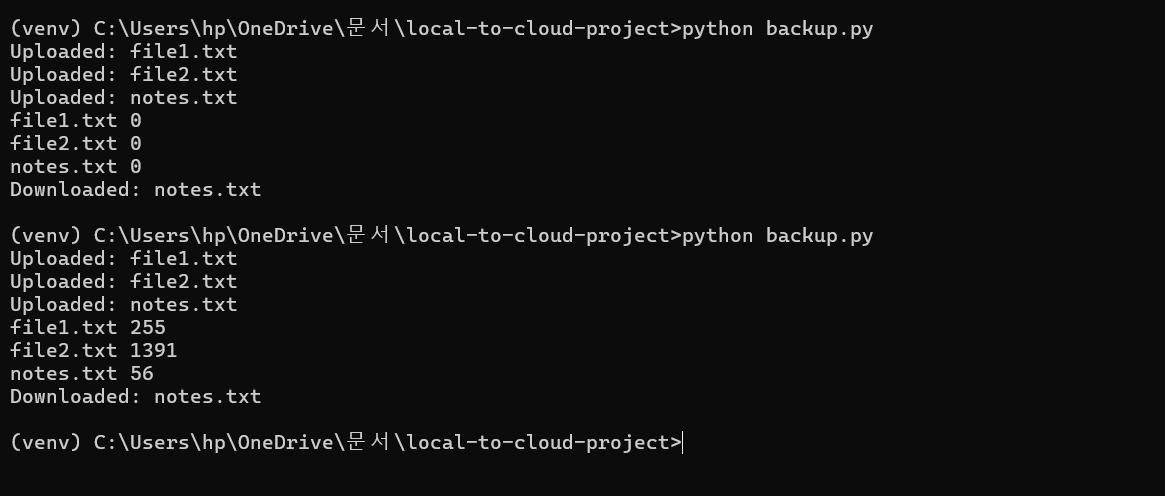 (venv) C:\Users\hp\OneDrive\문서\local-to-cloud-project>python backup.py
Uploaded: file1.txt
Uploaded: file2.txt
Uploaded: notes.txt
file1.txt 0
file2.txt 0
notes.txt 0
Downloaded: notes.txt
(venv) C:\Users\hp\OneDrive\문서\local-to-cloud-project>python backup.py
Uploaded: file1.txt
Uploaded: file2.txt
Uploaded: notes.txt
file1.txt 255
file2.txt 1391
notes.txt 56
Downloaded: notes.txt
(venv) C:\Users\hp\OneDrive\문서\local-to-cloud-project>